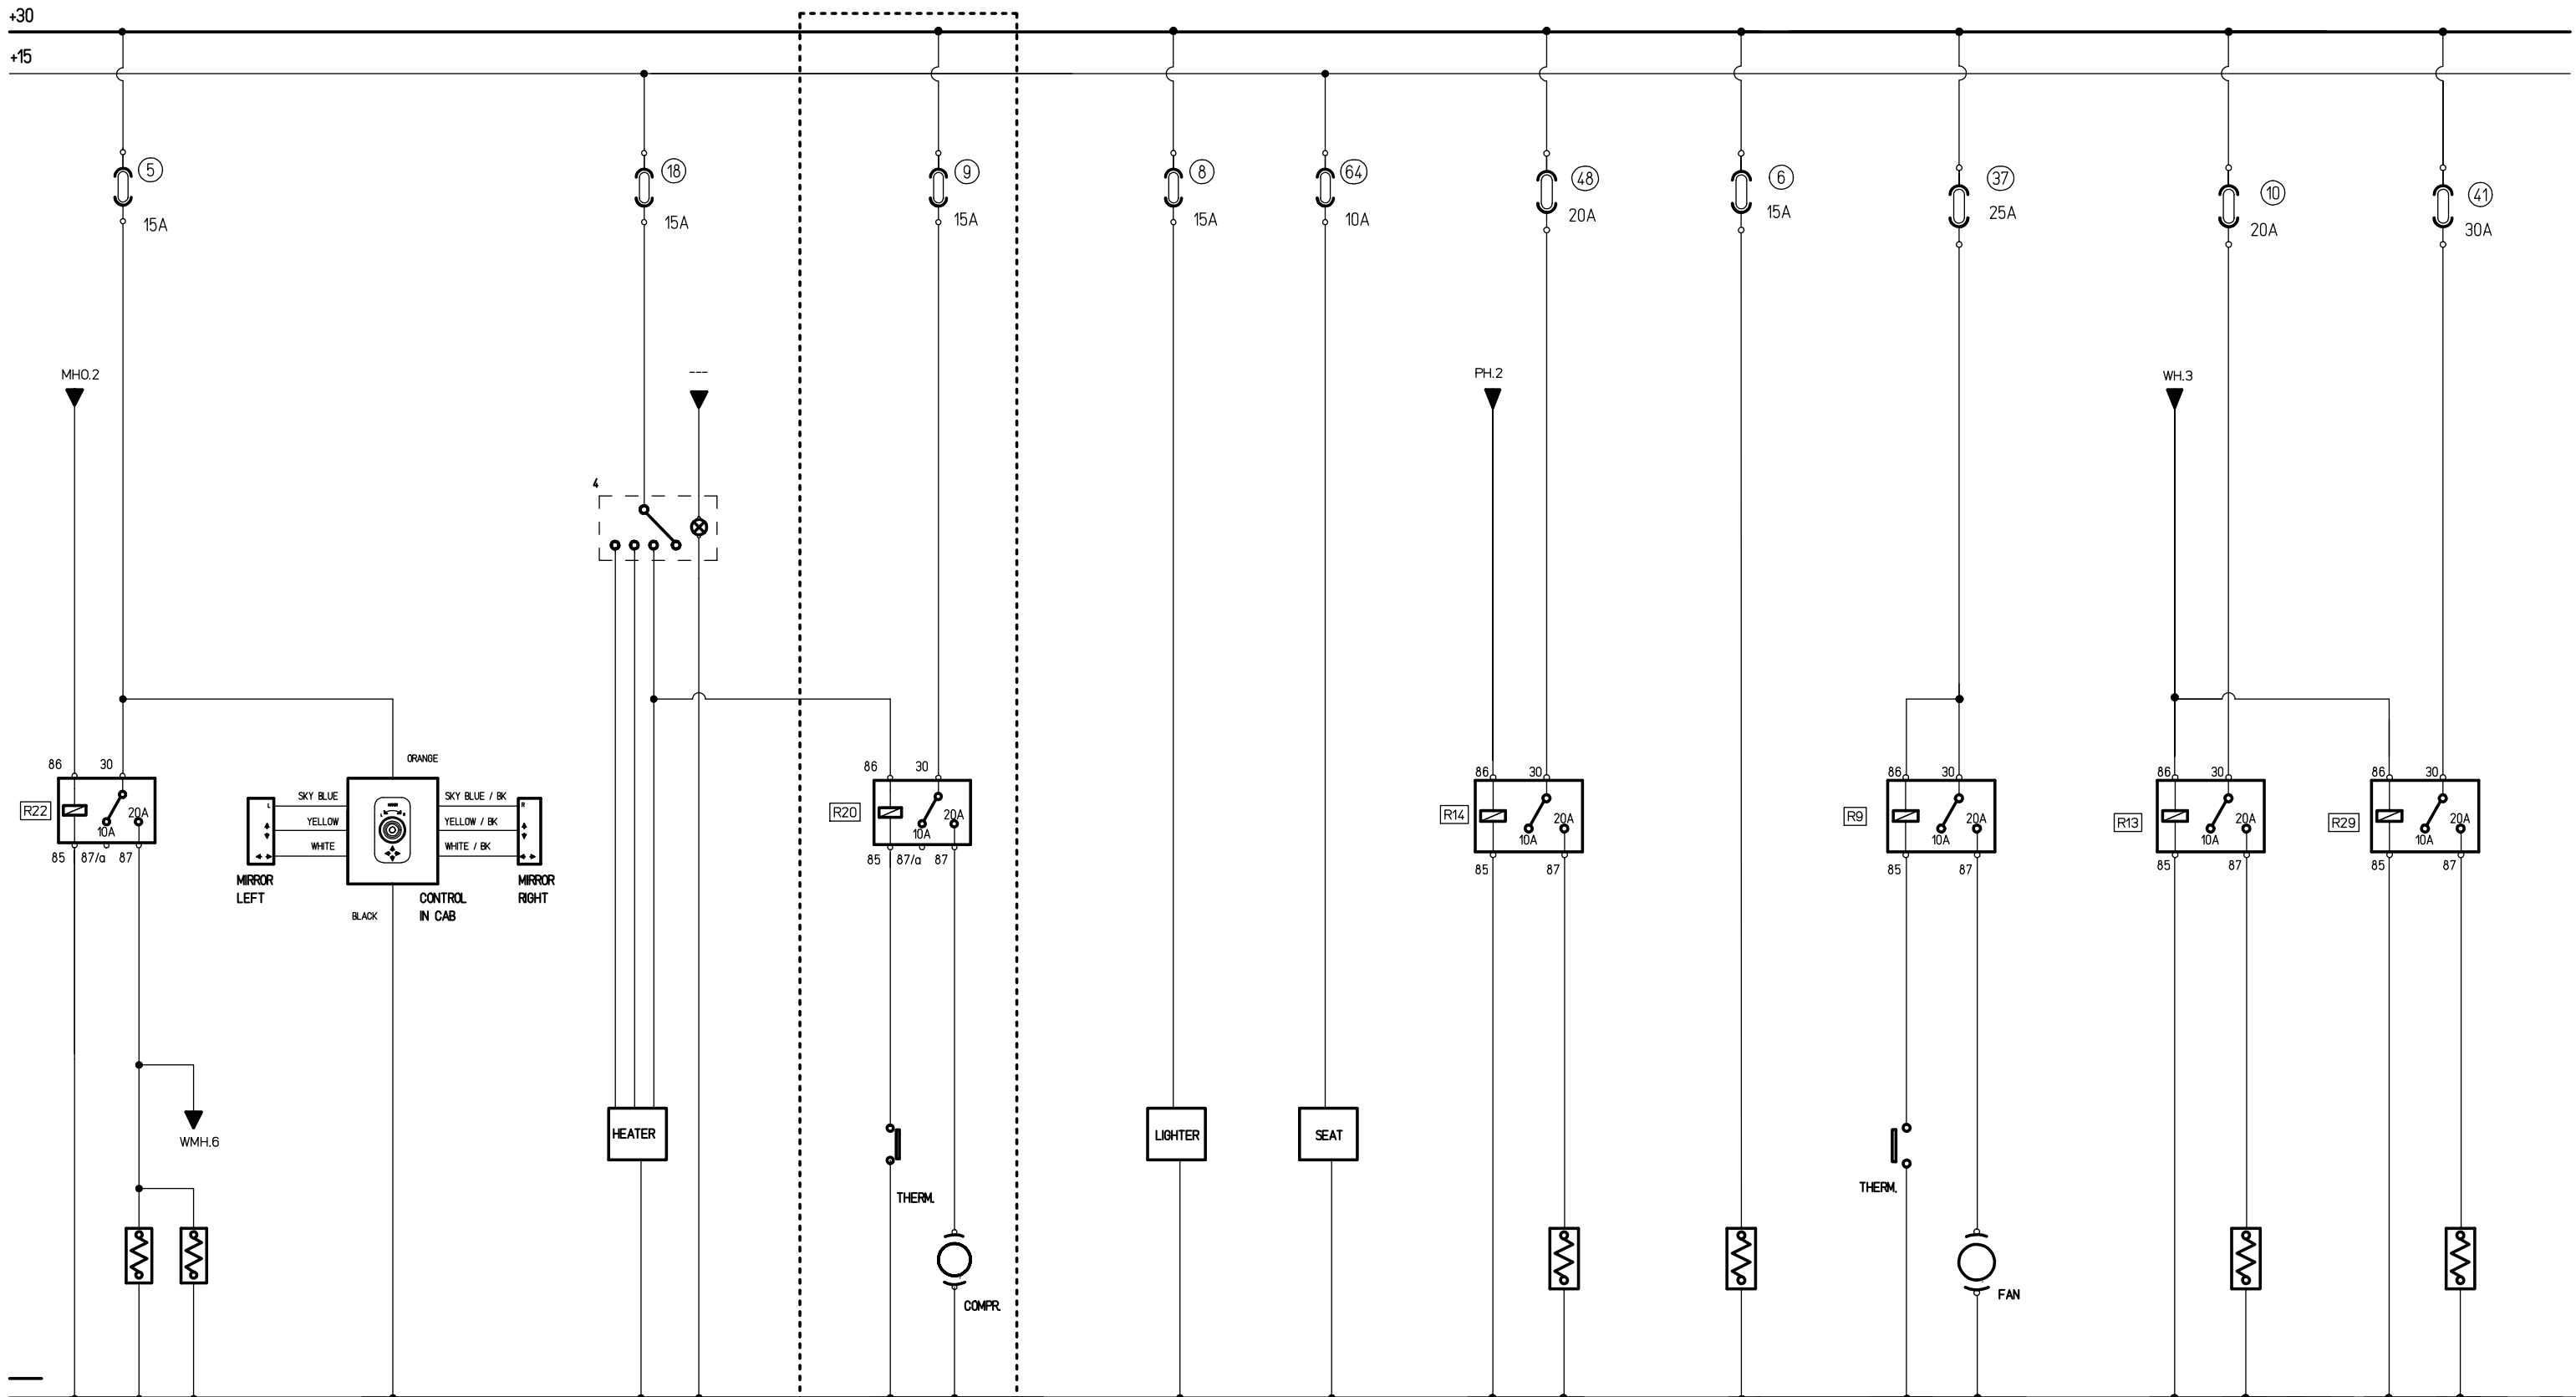 +30
+15
5
15A
18
15A
9
15A
8
15A
64
10A
48
20A
6
15A
37
25A
10
20A
41
30A
MHO.2
---
PH.2
WH.3
4
86 30
R22
20A
10A
85 87/a 87
ORANGE
SKY BLUE
YELLOW
WHITE
L
SKY BLUE / BK
YELLOW / BK
WHITE / BK
R
MIRROR
LEFT
CONTROL
IN CAB
MIRROR
RIGHT
BLACK
86 30
R20
20A
10A
85 87/a 87
86 30
R14
20A
10A
85 87
86 30
R9
20A
10A
85 87
86 30
R13
20A
10A
85 87
86 30
R29
20A
10A
85 87
WMH.6
HEATER
THERM.
COMPR.
LIGHTER
SEAT
THERM.
FAN